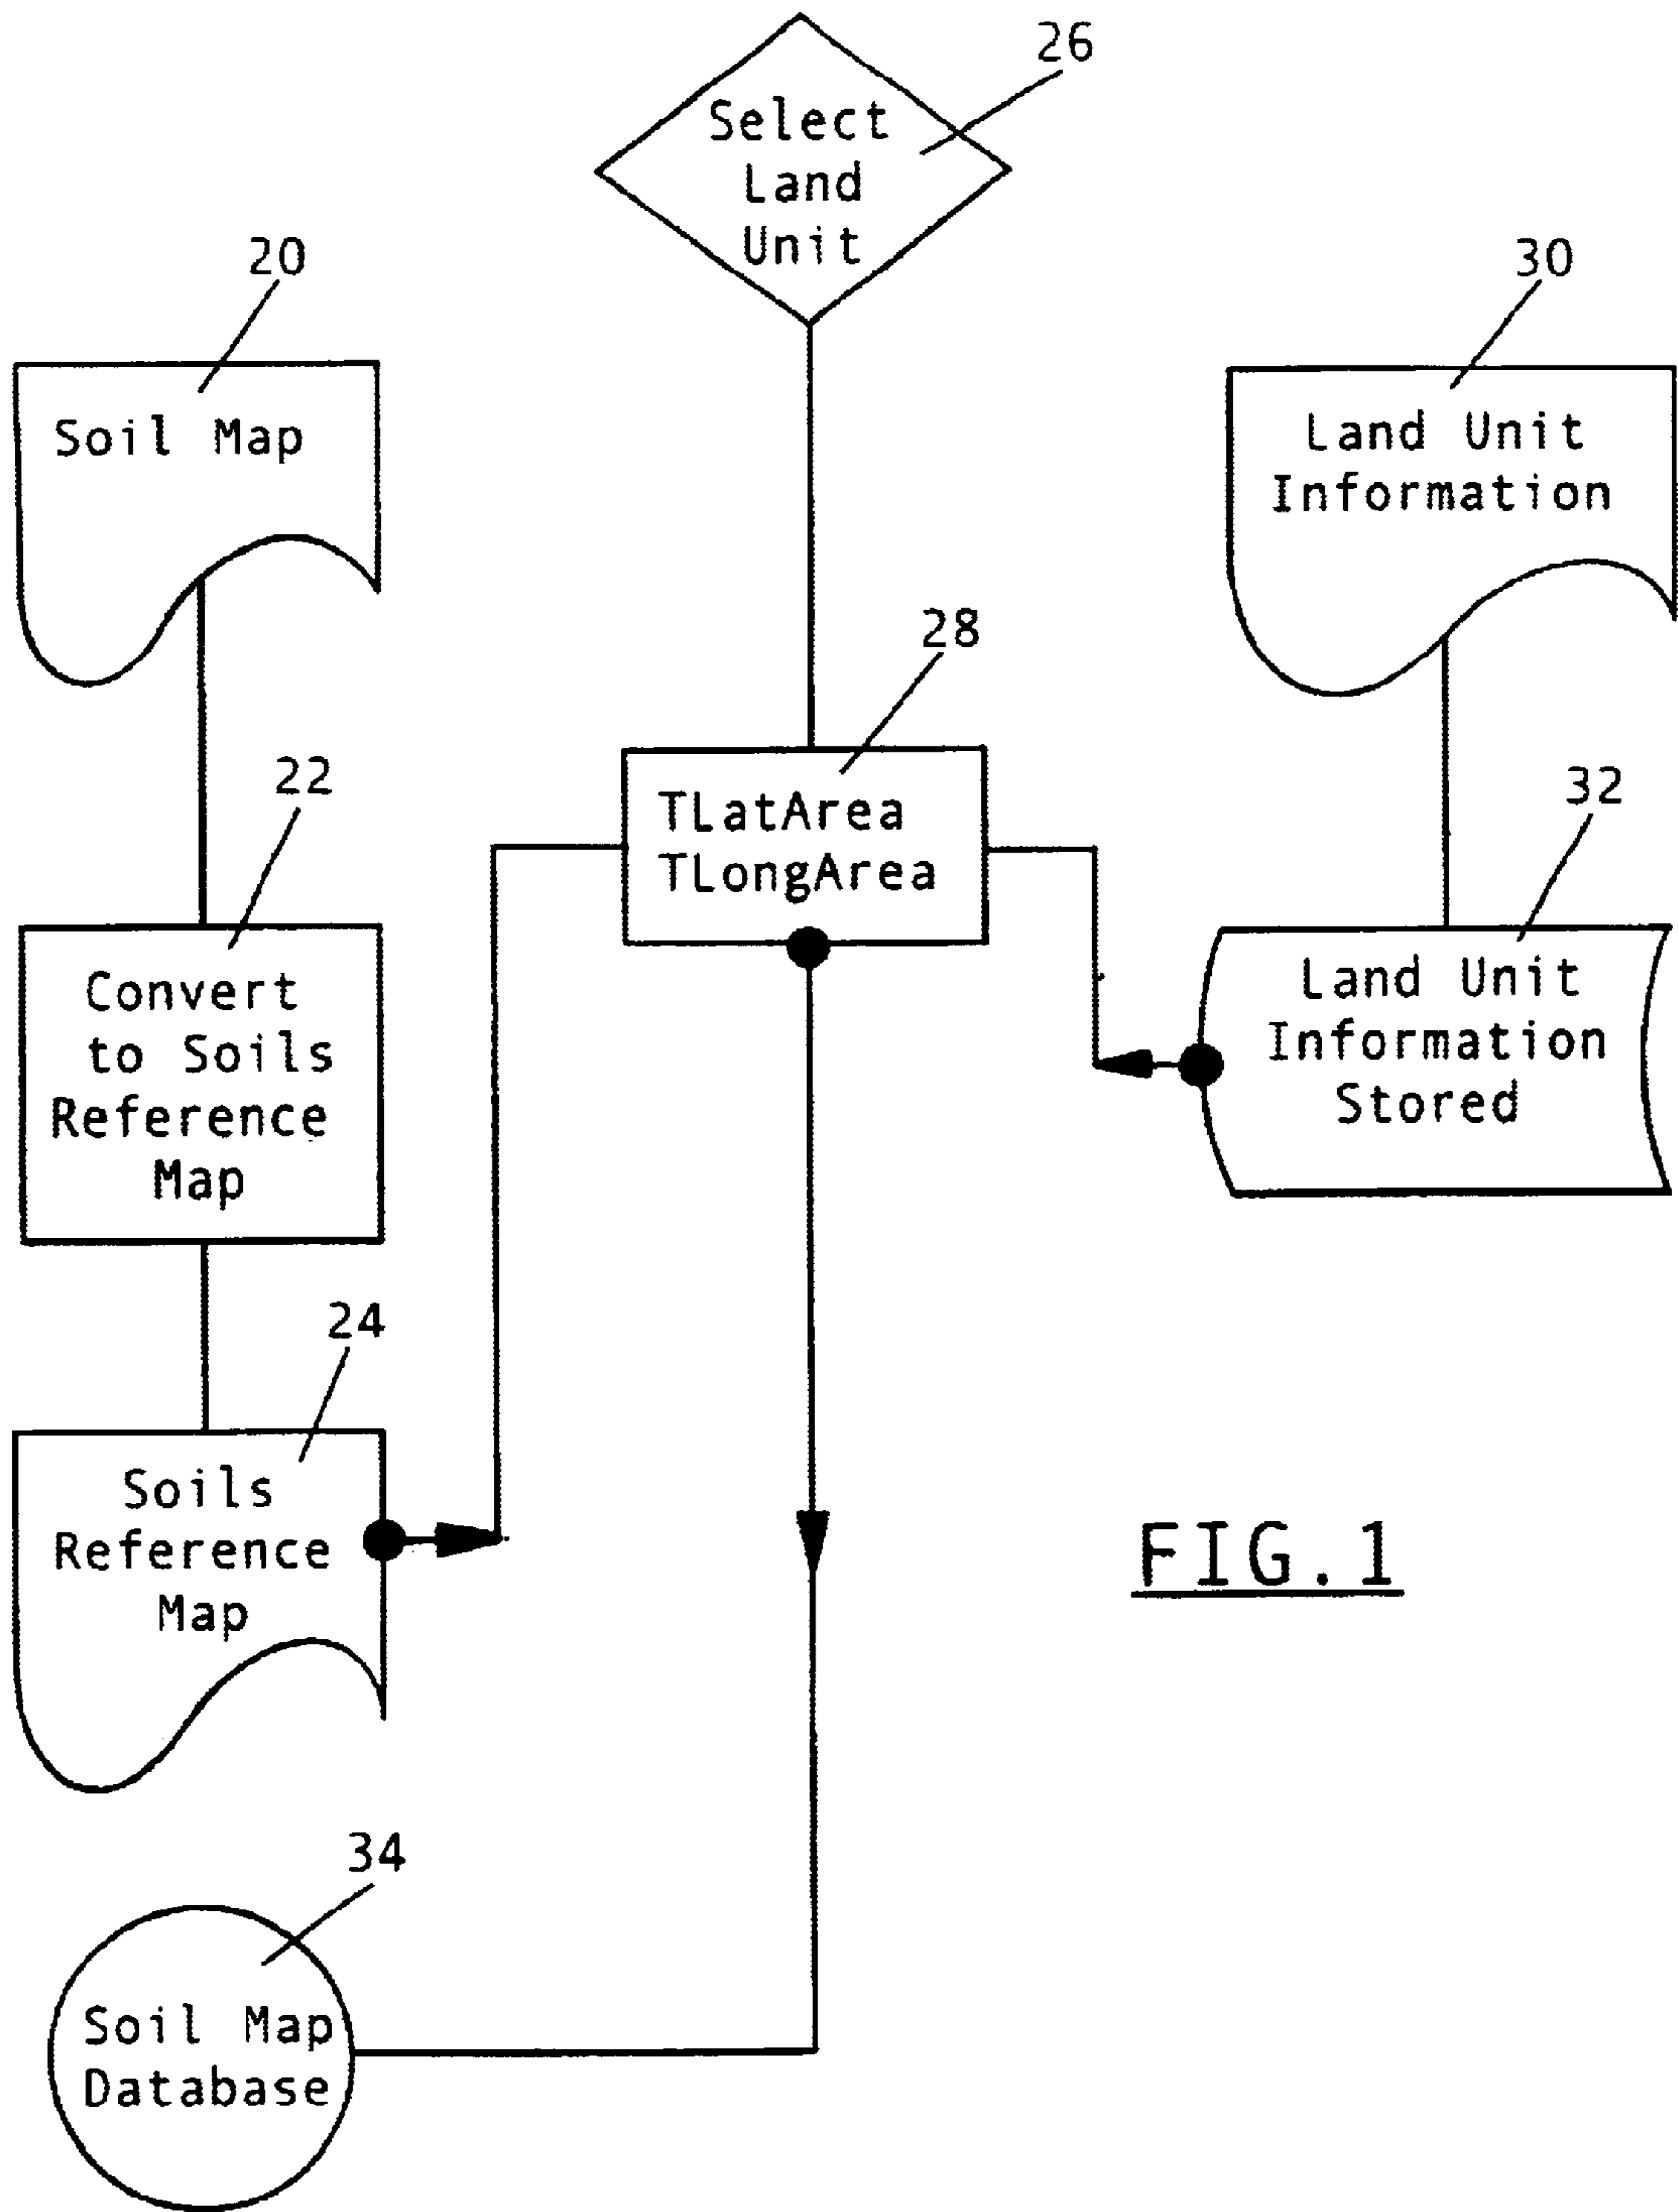 26
Select
Land
Unit
20
Soil Map
30
Land Unit
Information
28
TLatArea
TLongArea
22
Convert
to Soils
Reference
Map
32
Land Unit
Information
Stored
24
Soils
Reference
Map
FIG.1
34
Soil Map
Database